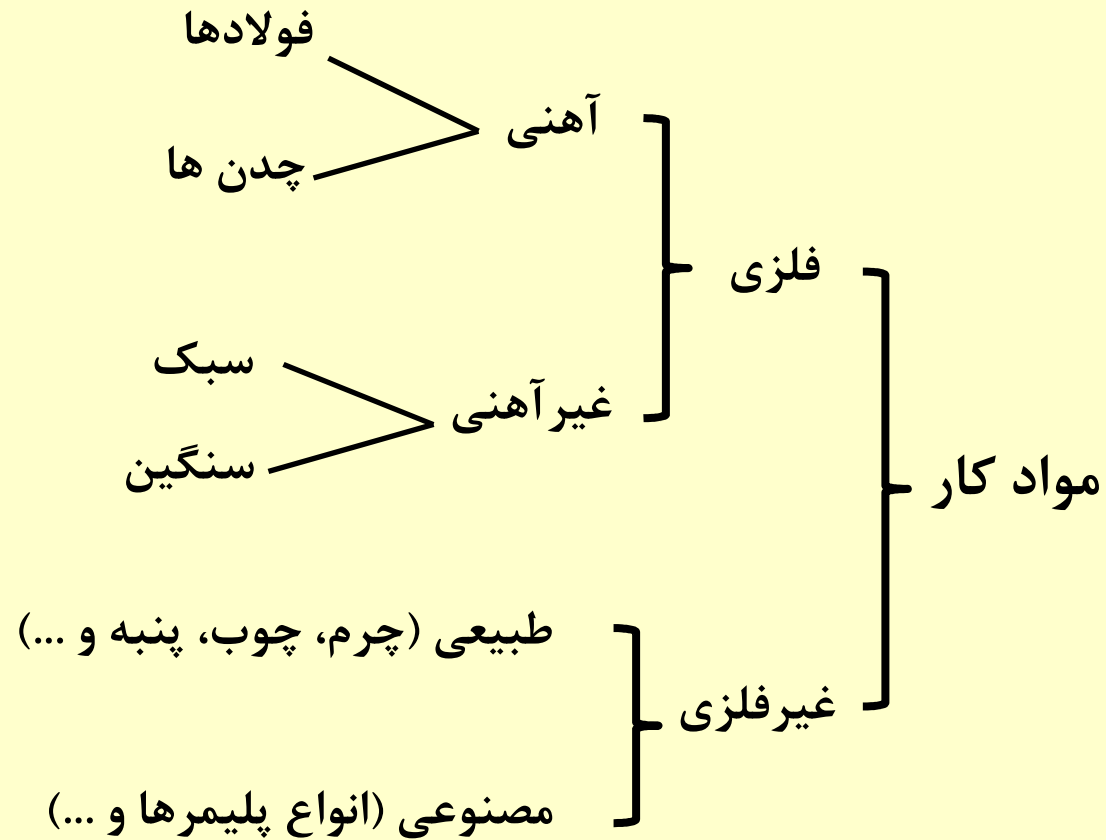 فولادها
آهنی
چدن ها
فلزی
سبک
غیرآهنی
سنگین
مواد کار
طبیعی (چرم، چوب، پنبه و ...)
غیرفلزی
مصنوعی (انواع پلیمرها و ...)